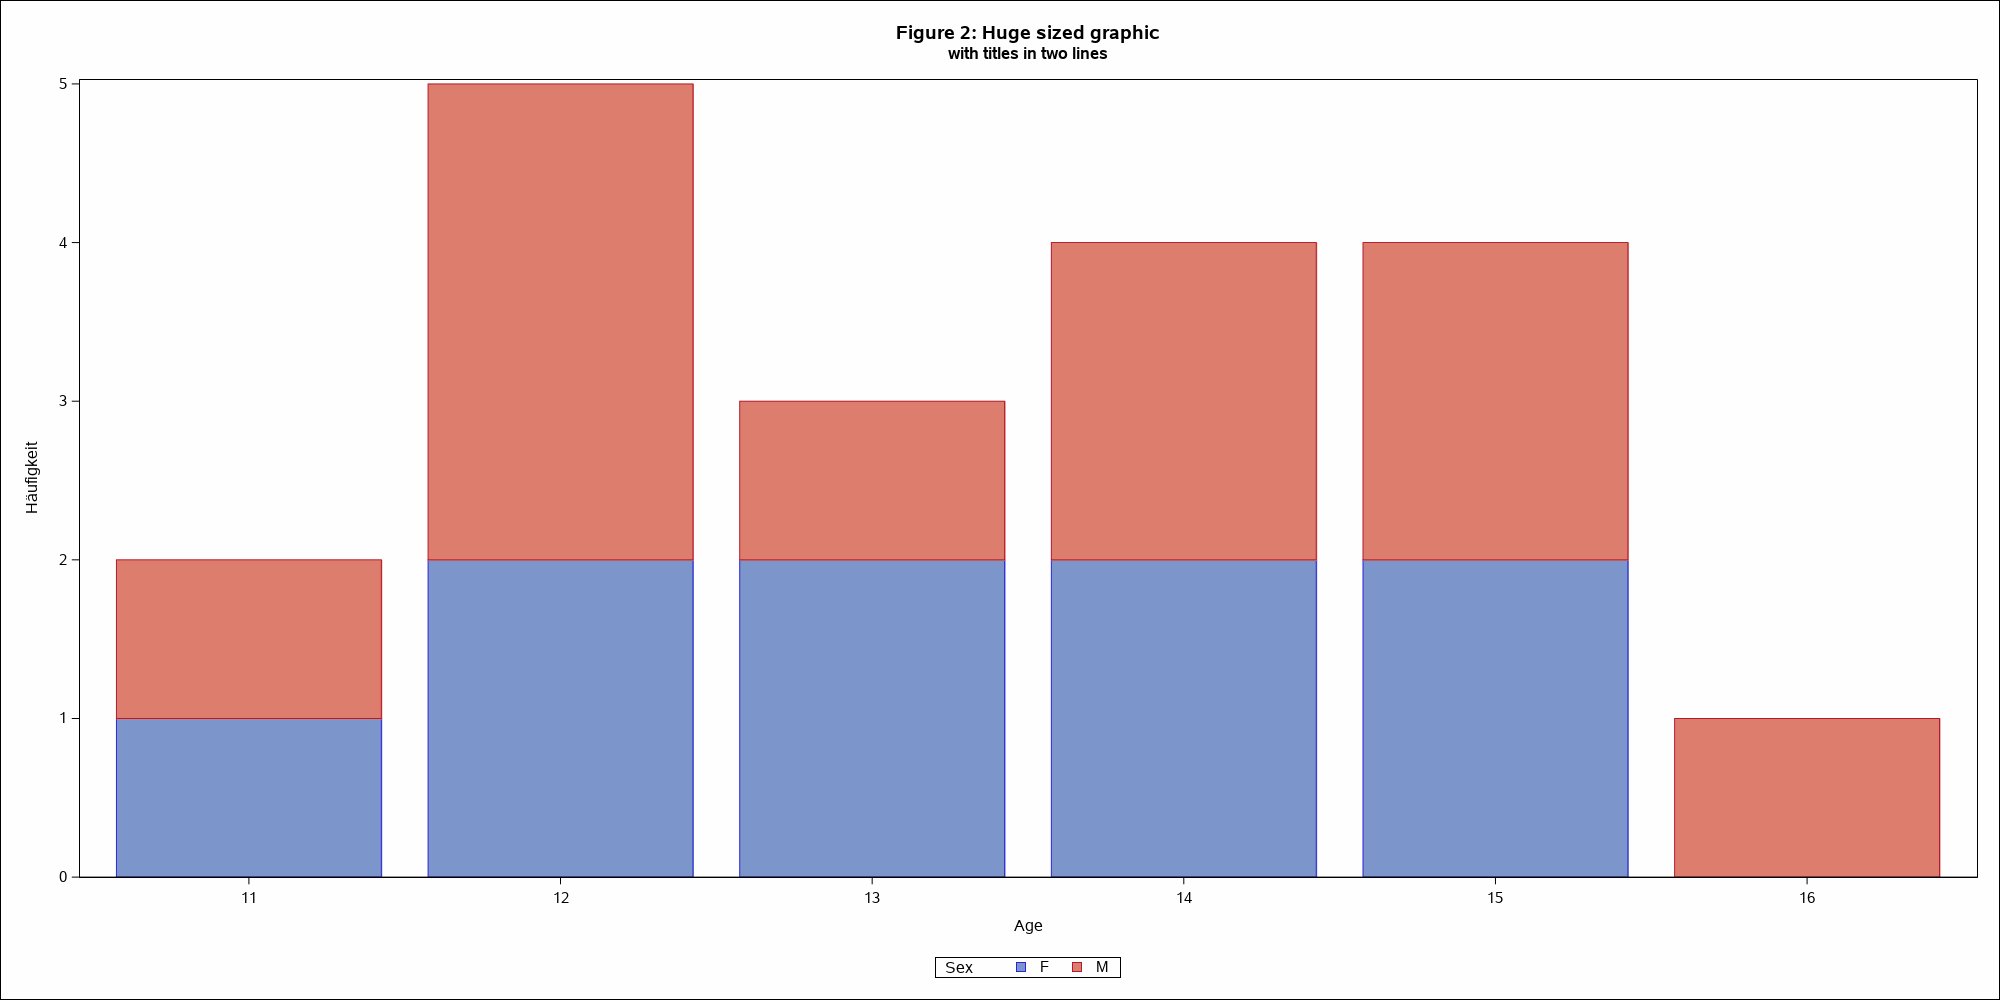 Figure 2: Huge sized graphic
with titles in two lines
Häufigkeit
5
4
3
2
1
0
11 12 13 14 15 16
Age
Sex F M